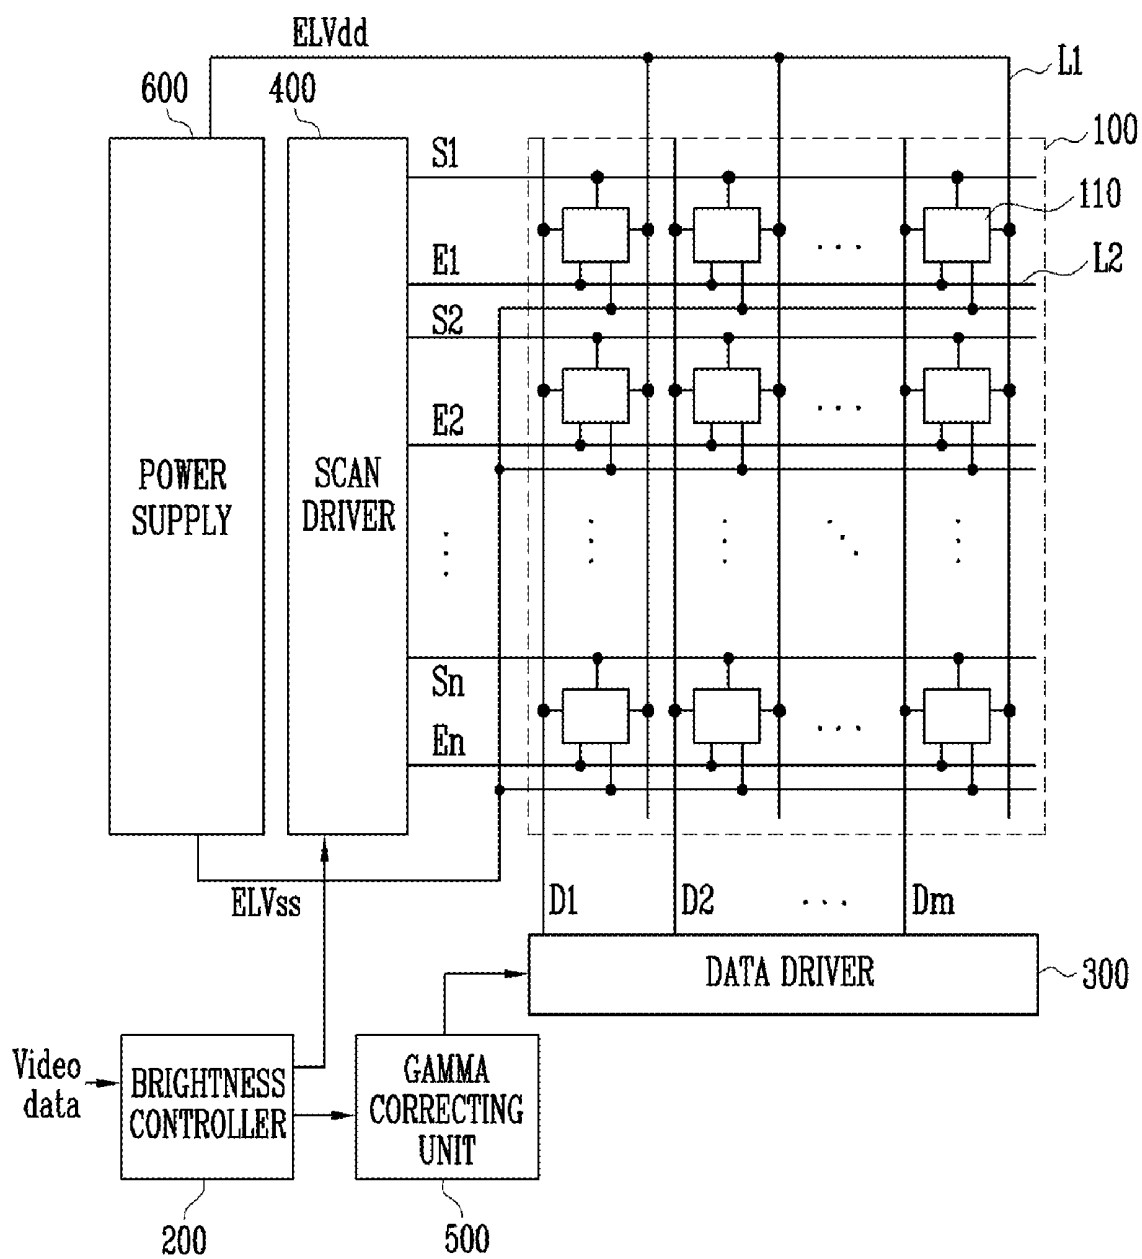 ELVdd
L1
600
400
100
S1
110
E1
L2
S2
E2
POWER
SUPPLY
SCAN
DRIVER
Sn
En
ELVss
D1
D2
Dm
DATA DRIVER
300
Video
data
BRIGHTNESS
CONTROLLER
GAMMA
CORRECTING
UNIT
200
500